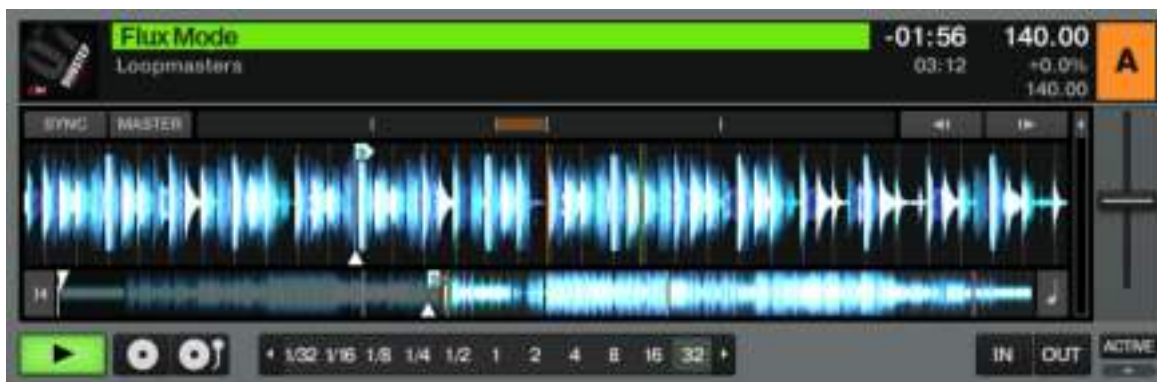 Flux Mode -01:56 140.00 A
Loopmasters 03:12 +0.0%
140.00
DUBSTEP
SYNC MASTER
IN OUT ACTIVE
1/32 1/16 1/8 1/4 1/2 1 2 4 8 16 32